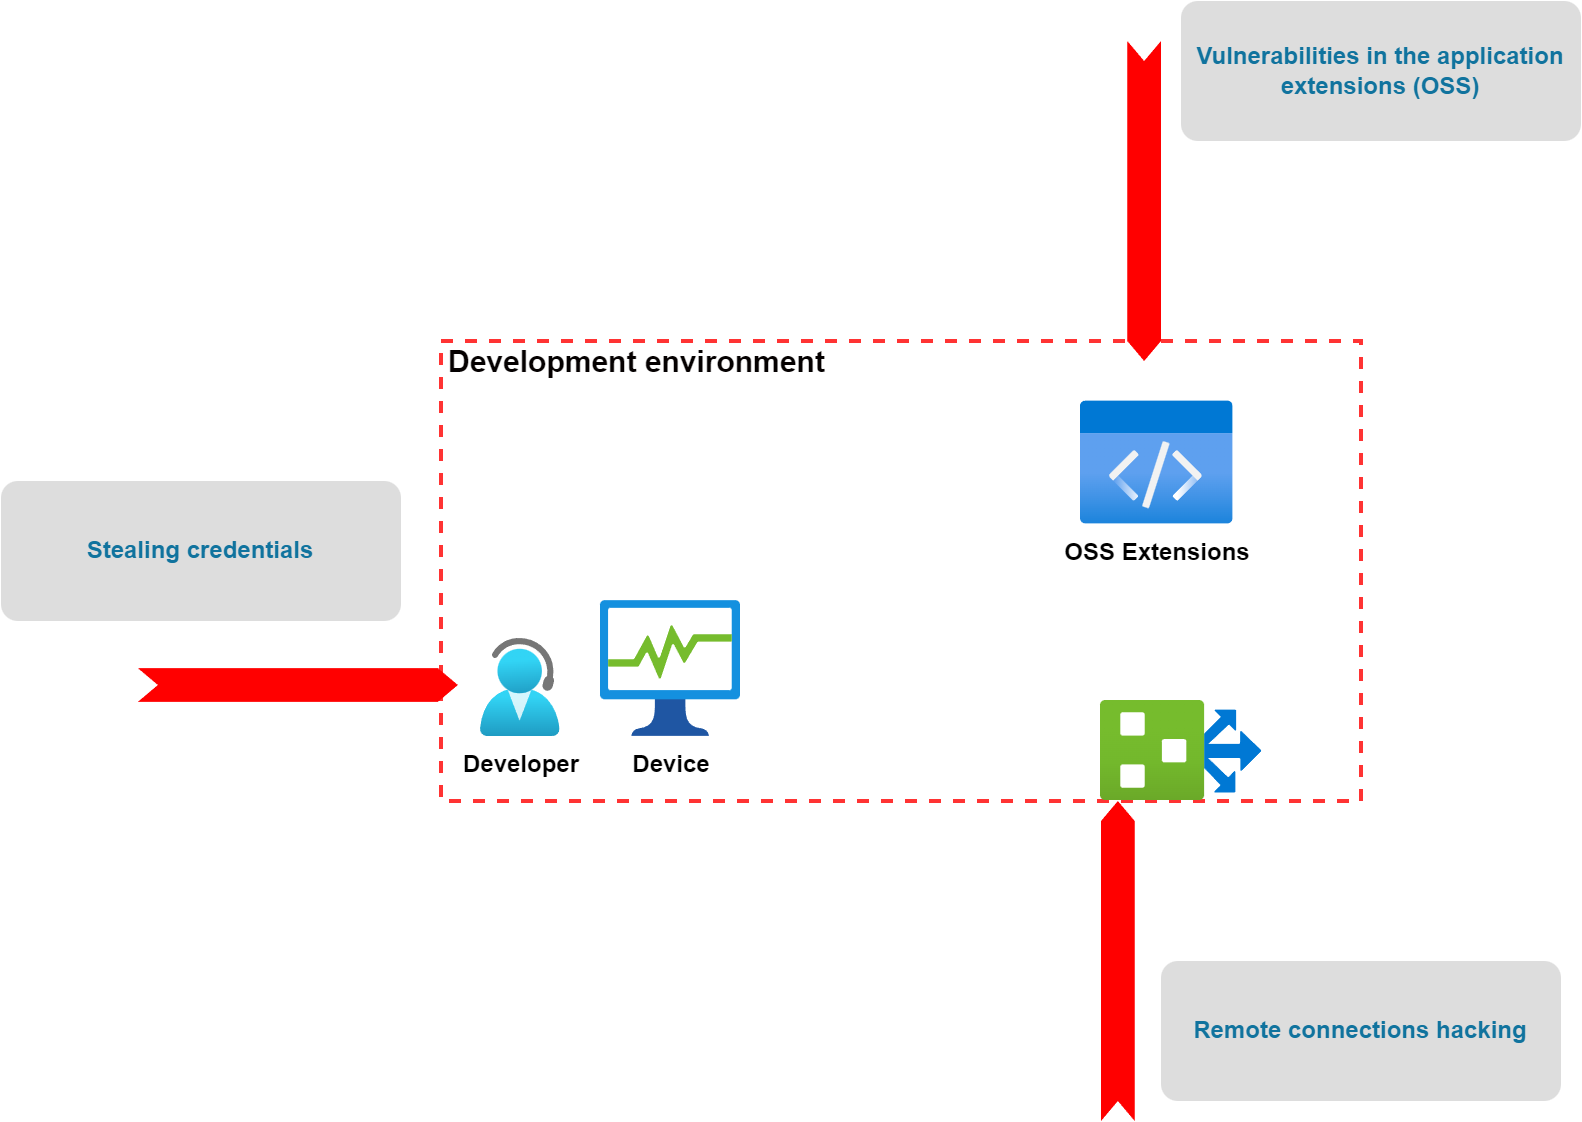 Vulnerabilities in the application
extensions (OSS)
Development environment
Stealing credentials
OSS Extensions
Developer
Device
Remote connections hacking